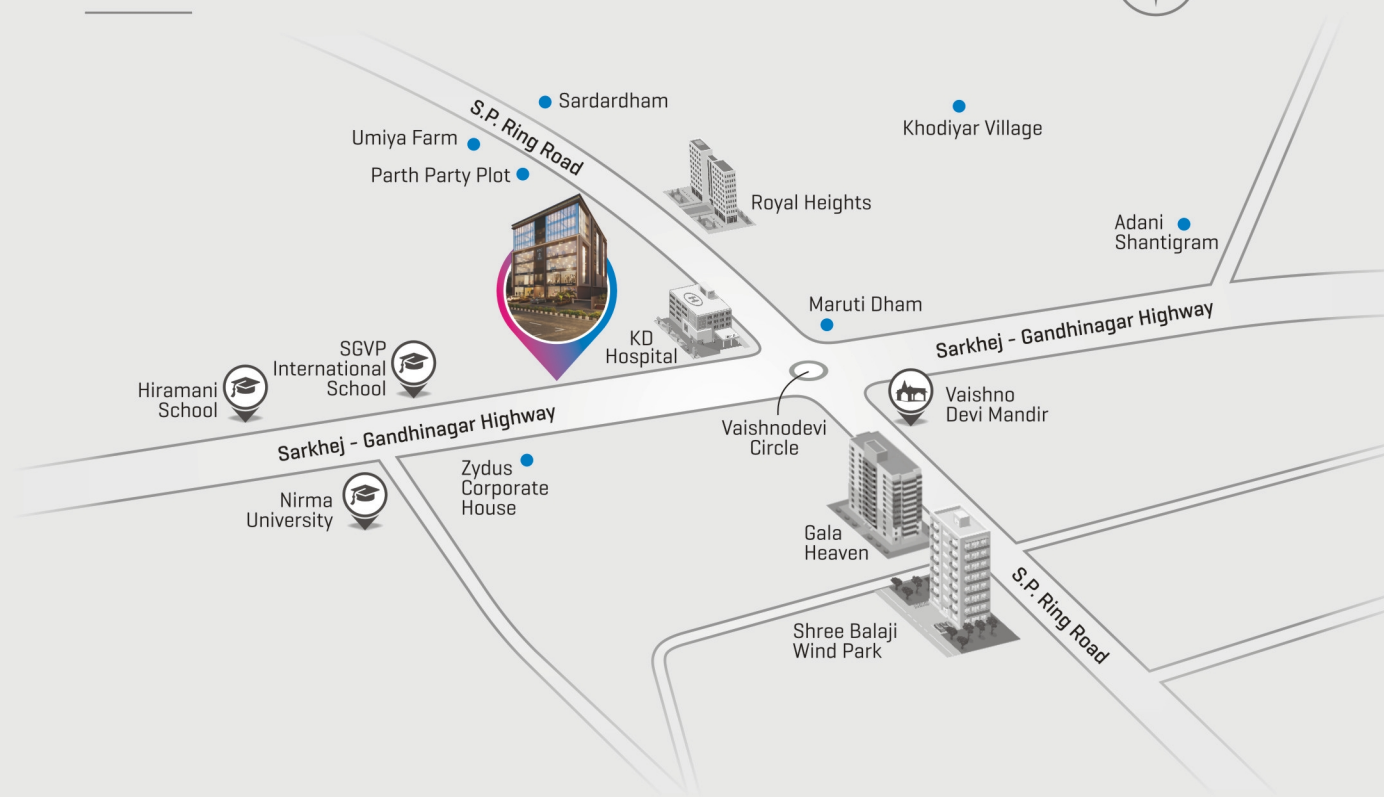 Sardardham
S.P. Ring Road
Umiya Farm
Khodiyar Village
Parth Party Plot
Royal Heights
Adani
Shantigram
Maruti Dham
Sarkhej - Gandhinagar Highway
KD
Hospital
SGVP
International
School
Hiramani
School
Vaishno
Devi Mandir
Sarkhej - Gandhinagar Highway
Vaishnodevi
Circle
Zydus
Corporate
House
Nirma
University
Gala
Heaven
S.P. Ring Road
Shree Balaji
Wind Park
H